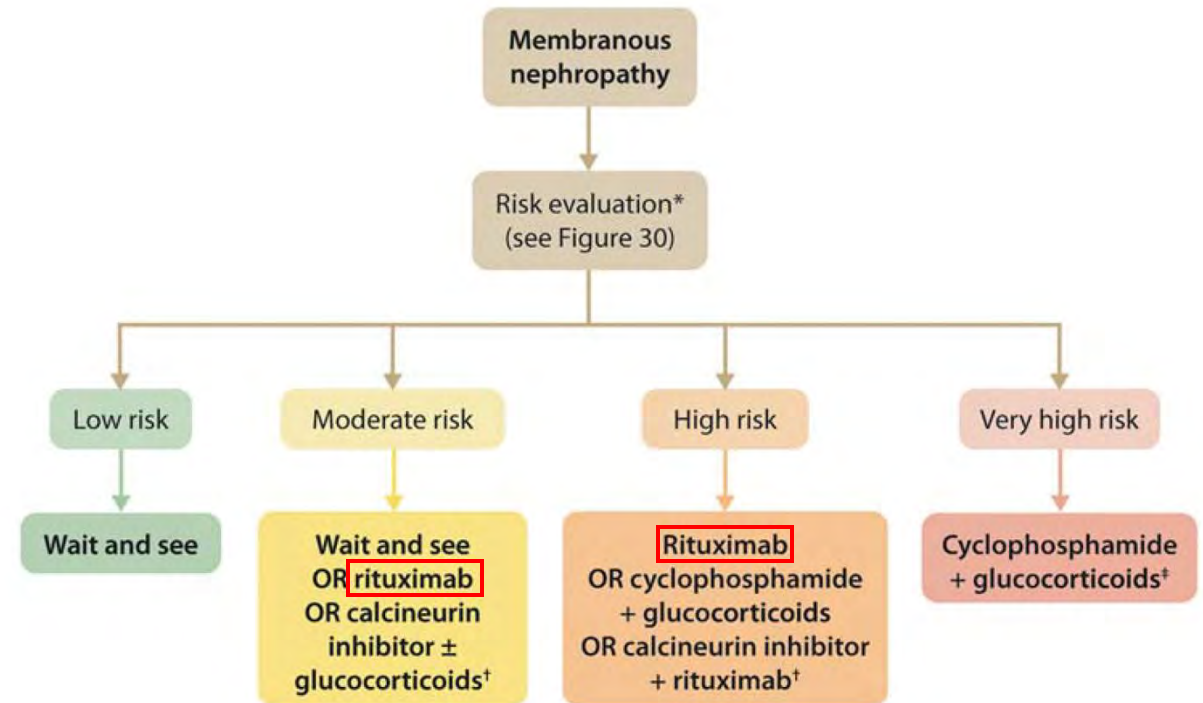 Membranous
nephropathy
Risk evaluation*
(see Figure 30)
Low risk
Moderate risk
High risk
Very high risk
Wait and see
Wait and see
OR rituximab
OR calcineurin
inhibitor ±
glucocorticoids†
Rituximab
OR cyclophosphamide
+ glucocorticoids
OR calcineurin inhibitor
+ rituximab†
Cyclophosphamide
+ glucocorticoids‡